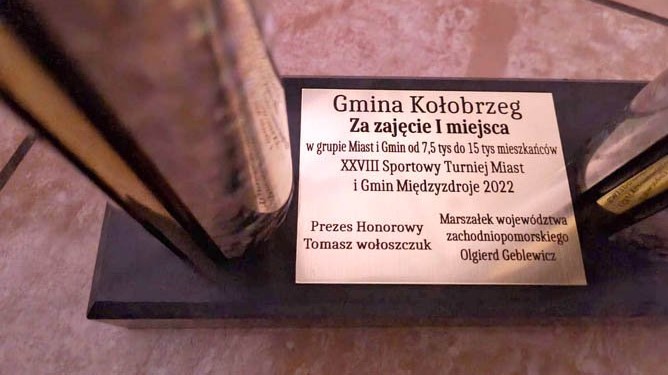 Gmina Kołobrzeg
Za zajęcie I miejsca
w grupie Miast i Gmin od 7,5 tys do 15 tys mieszkańców
XXVIII Sportowy Turniej Miast
i Gmin Międzyzdroje 2022
Prezes Honorowy
Tomasz wołoszczuk
Marszałek województwa
zachodniopomorskiego
Olgierd Geblewicz